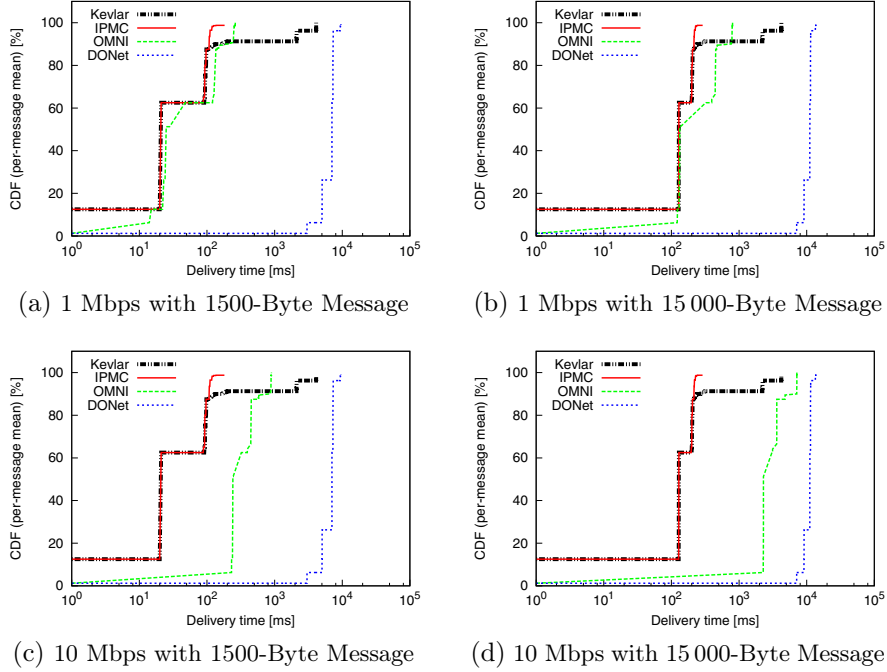 CDF (per-message mean) [%]
100
80
60
40
20
0
Kevlar
IPMC
OMNI
DONet
10^0 10^1 10^2 10^3 10^4 10^5
Delivery time [ms]
(a) 1 Mbps with 1500-Byte Message
CDF (per-message mean) [%]
100
80
60
40
20
0
Kevlar
IPMC
OMNI
DONet
10^0 10^1 10^2 10^3 10^4 10^5
Delivery time [ms]
(b) 1 Mbps with 15 000-Byte Message
CDF (per-message mean) [%]
100
80
60
40
20
0
Kevlar
IPMC
OMNI
DONet
10^0 10^1 10^2 10^3 10^4 10^5
Delivery time [ms]
(c) 10 Mbps with 1500-Byte Message
CDF (per-message mean) [%]
100
80
60
40
20
0
Kevlar
IPMC
OMNI
DONet
10^0 10^1 10^2 10^3 10^4 10^5
Delivery time [ms]
(d) 10 Mbps with 15 000-Byte Message